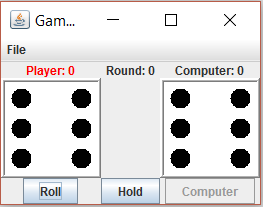 Gam...
File
Player: 0 Round: 0 Computer: 0
Roll Hold Computer